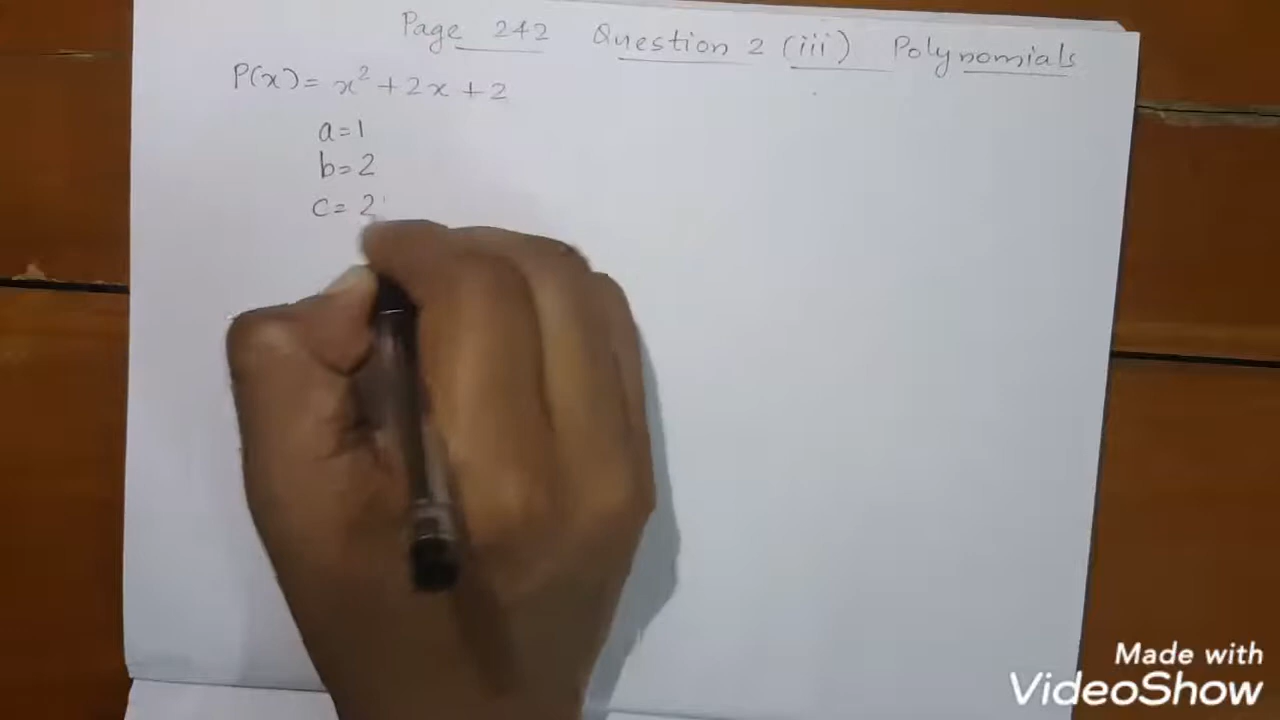 Page 242 Question 2 (iii) Polynomials
P(x)= x² + 2x + 2
a=1
b=2
c=2
Made with
VideoShow